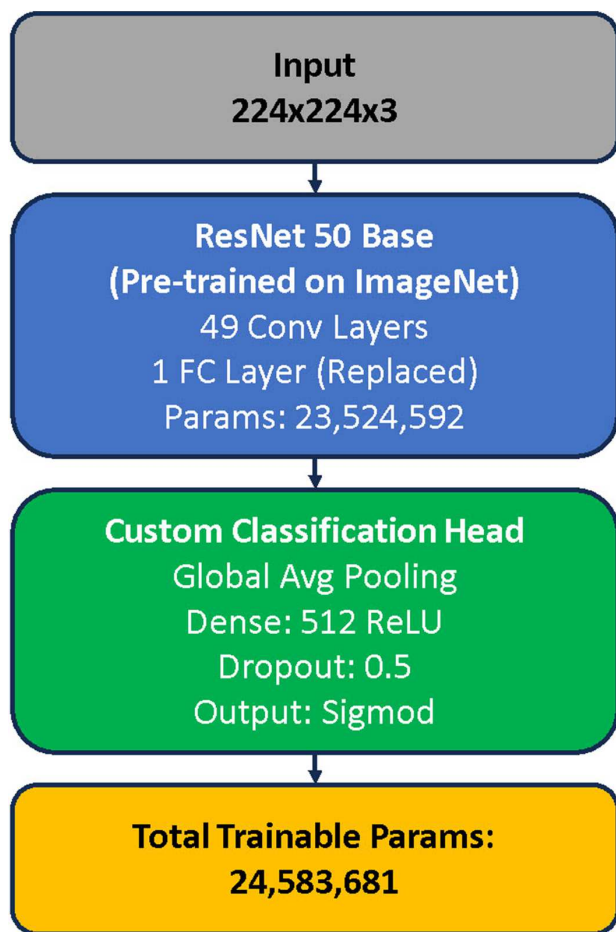 Input
224x224x3
ResNet 50 Base
(Pre-trained on ImageNet)
49 Conv Layers
1 FC Layer (Replaced)
Params: 23,524,592
Custom Classification Head
Global Avg Pooling
Dense: 512 ReLU
Dropout: 0.5
Output: Sigmod
Total Trainable Params:
24,583,681